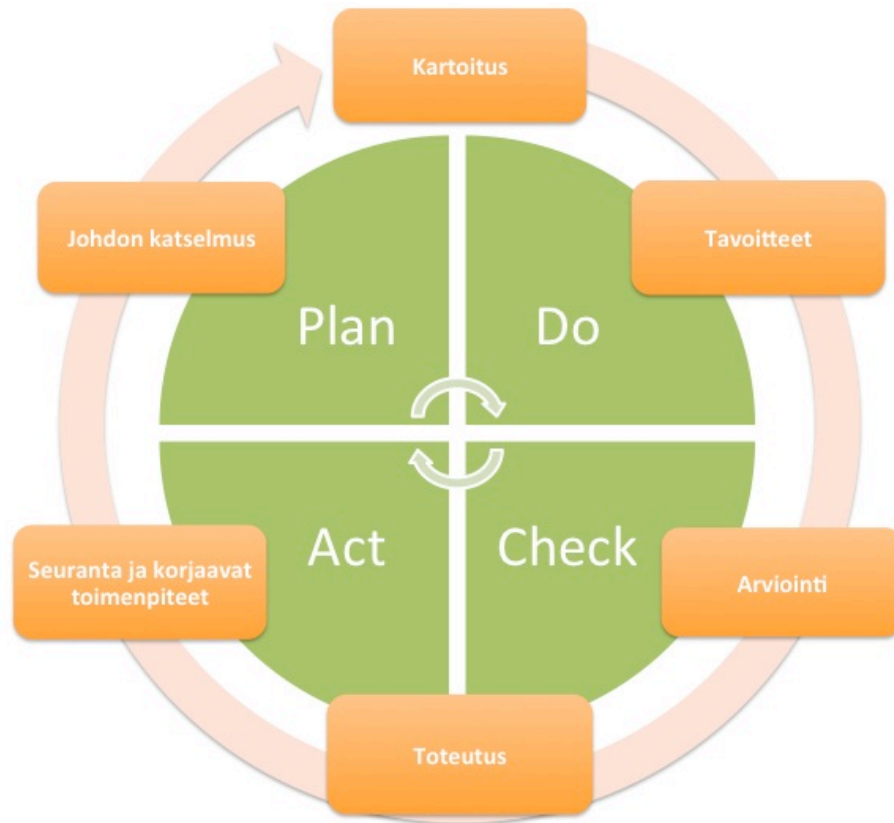 Kartoitus
Johdon katselmus
Tavoitteet
Plan
Do
Act
Check
Seuranta ja korjaavat
toimenpiteet
Arviointi
Toteutus